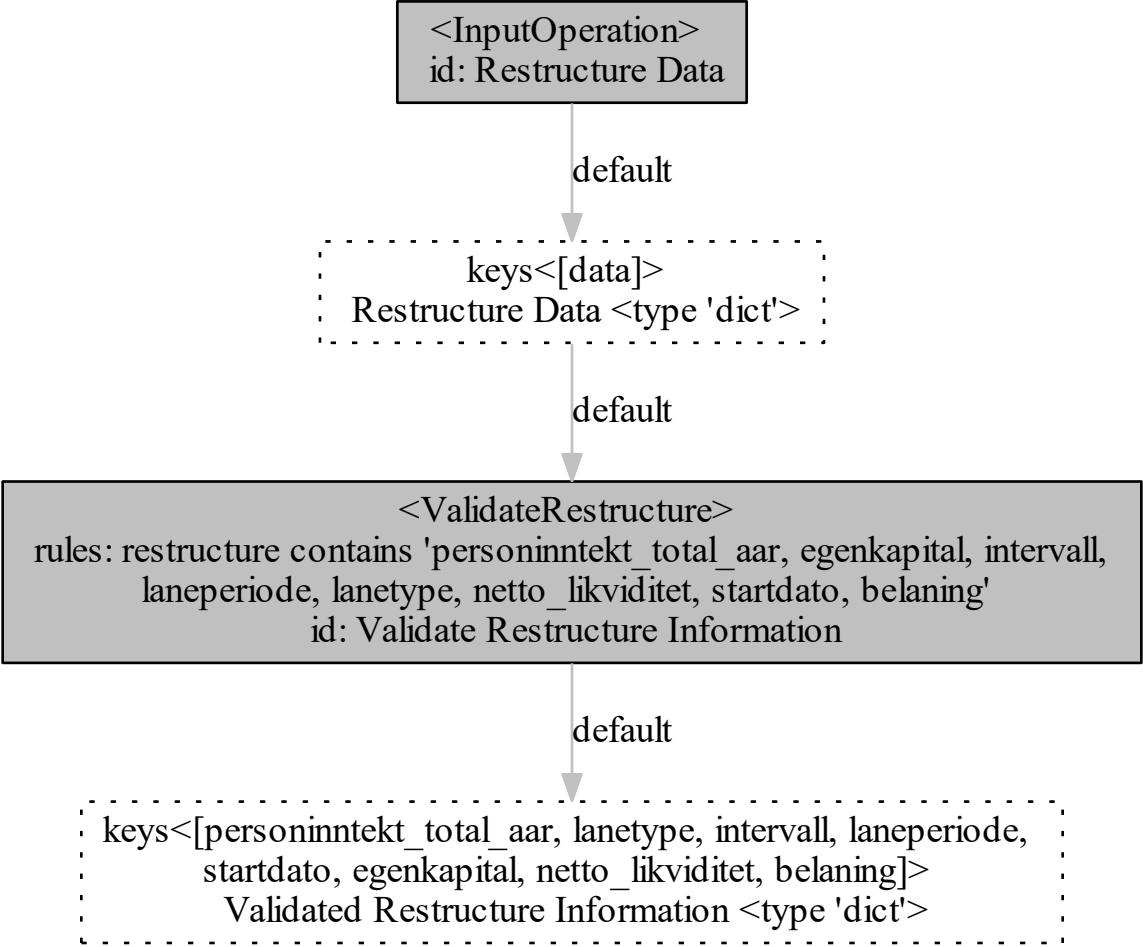 <InputOperation>
id: Restructure Data
default
keys<[data]>
Restructure Data <type 'dict'>
default
<ValidateRestructure>
rules: restructure contains 'personinntekt_total_aar, egenkapital, intervall,
laneperiode, lanetype, netto_likviditet, startdato, belaning'
id: Validate Restructure Information
default
keys<[personinntekt_total_aar, lanetype, intervall, laneperiode,
startdato, egenkapital, netto_likviditet, belaning]>
Validated Restructure Information <type 'dict'>